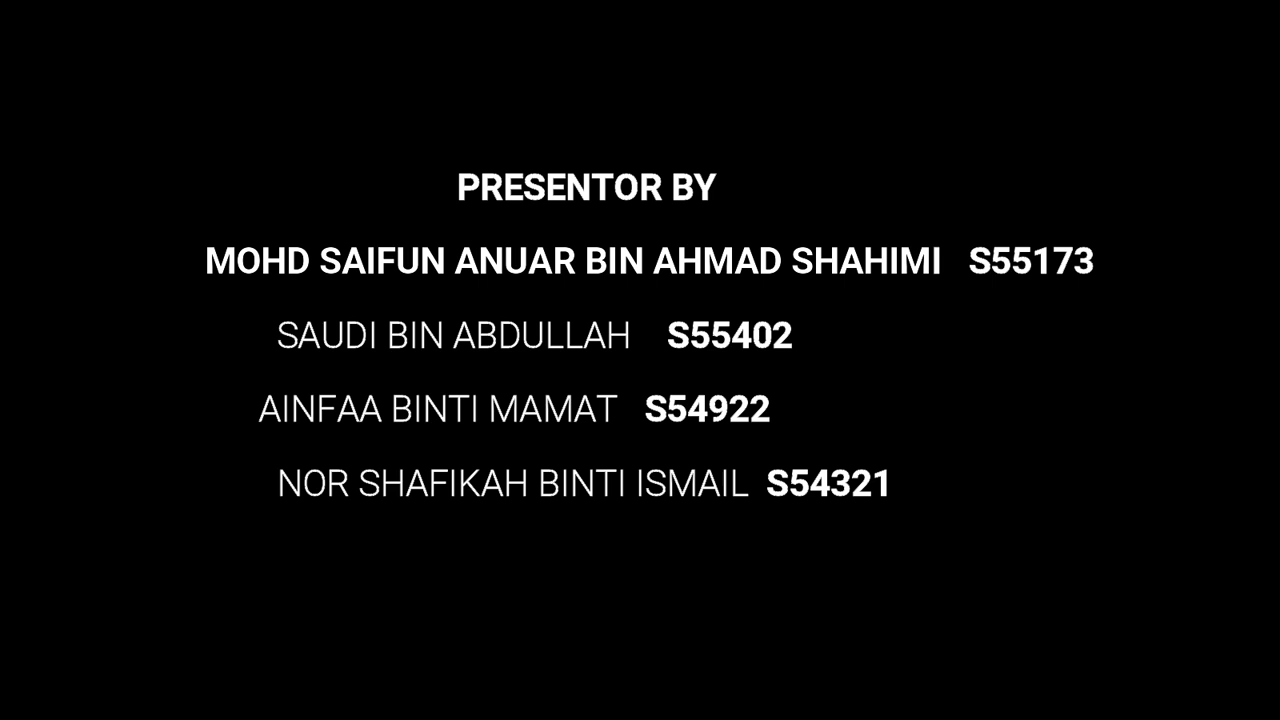 PRESENTOR BY
MOHD SAIFUN ANUAR BIN AHMAD SHAHIMI S55173
SAUDI BIN ABDULLAH S55402
AINFAA BINTI MAMAT S54922
NOR SHAFIKAH BINTI ISMAIL S54321